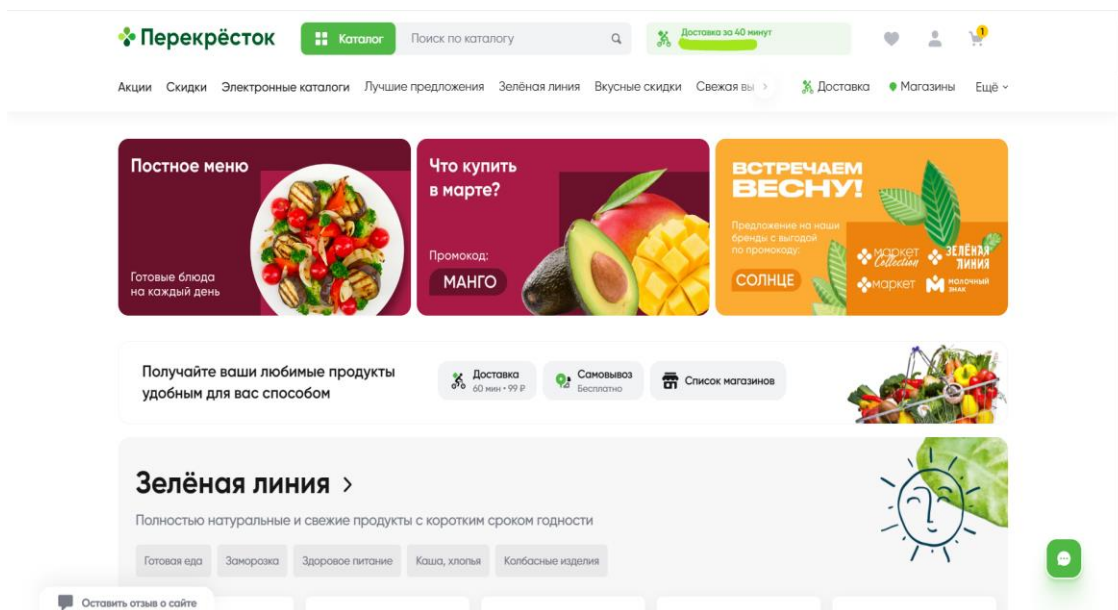 Перекрёсток
Каталог
Поиск по каталогу
Доставка за 40 минут
1
Акции Скидки Электронные каталоги Лучшие предложения Зелёная линия Вкусные скидки Свежая вы > Доставка Магазины Ещё
Постное меню
Готовые блюда
на каждый день
Что купить
в марте?
Промокод:
МАНГО
ВСТРЕЧАЕМ
ВЕСНУ!
Предложение на наши
бренды с выгодой
по промокоду:
СОЛНЦЕ
маркет
Collection
ЗЕЛЁНАЯ
ЛИНИЯ
маркет
МОЛОЧНЫЙ
ЗНАК
Получайте ваши любимые продукты
удобным для вас способом
Доставка
60 мин • 99 ₽
Самовывоз
Бесплатно
Список магазинов
Зелёная линия >
Полностью натуральные и свежие продукты с коротким сроком годности
Готовая еда Заморозка Здоровое питание Каша, хлопья Колбасные изделия
Оставить отзыв о сайте